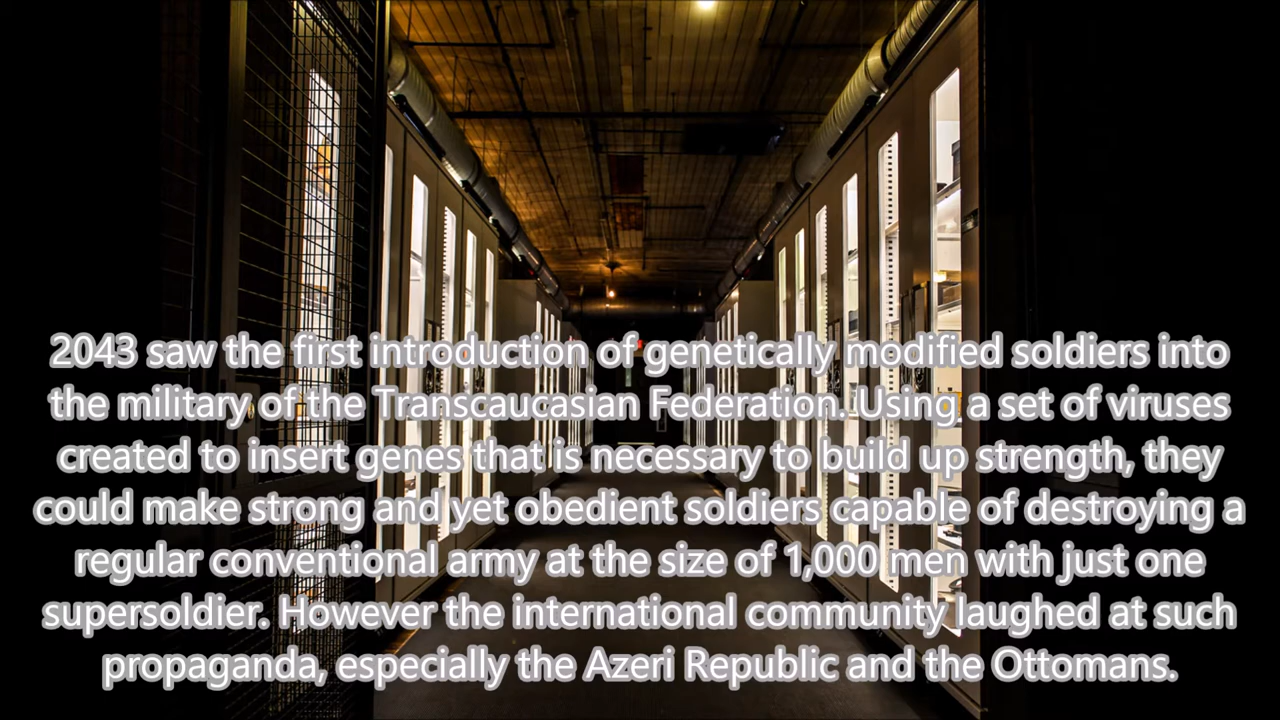 2043 saw the first introduction of genetically modified soldiers into
the military of the Transcaucasian Federation. Using a set of viruses
created to insert genes that is necessary to build up strength, they
could make strong and yet obedient soldiers capable of destroying a
regular conventional army at the size of 1,000 men with just one
supersoldier. However the international community laughed at such
propaganda, especially the Azeri Republic and the Ottomans.